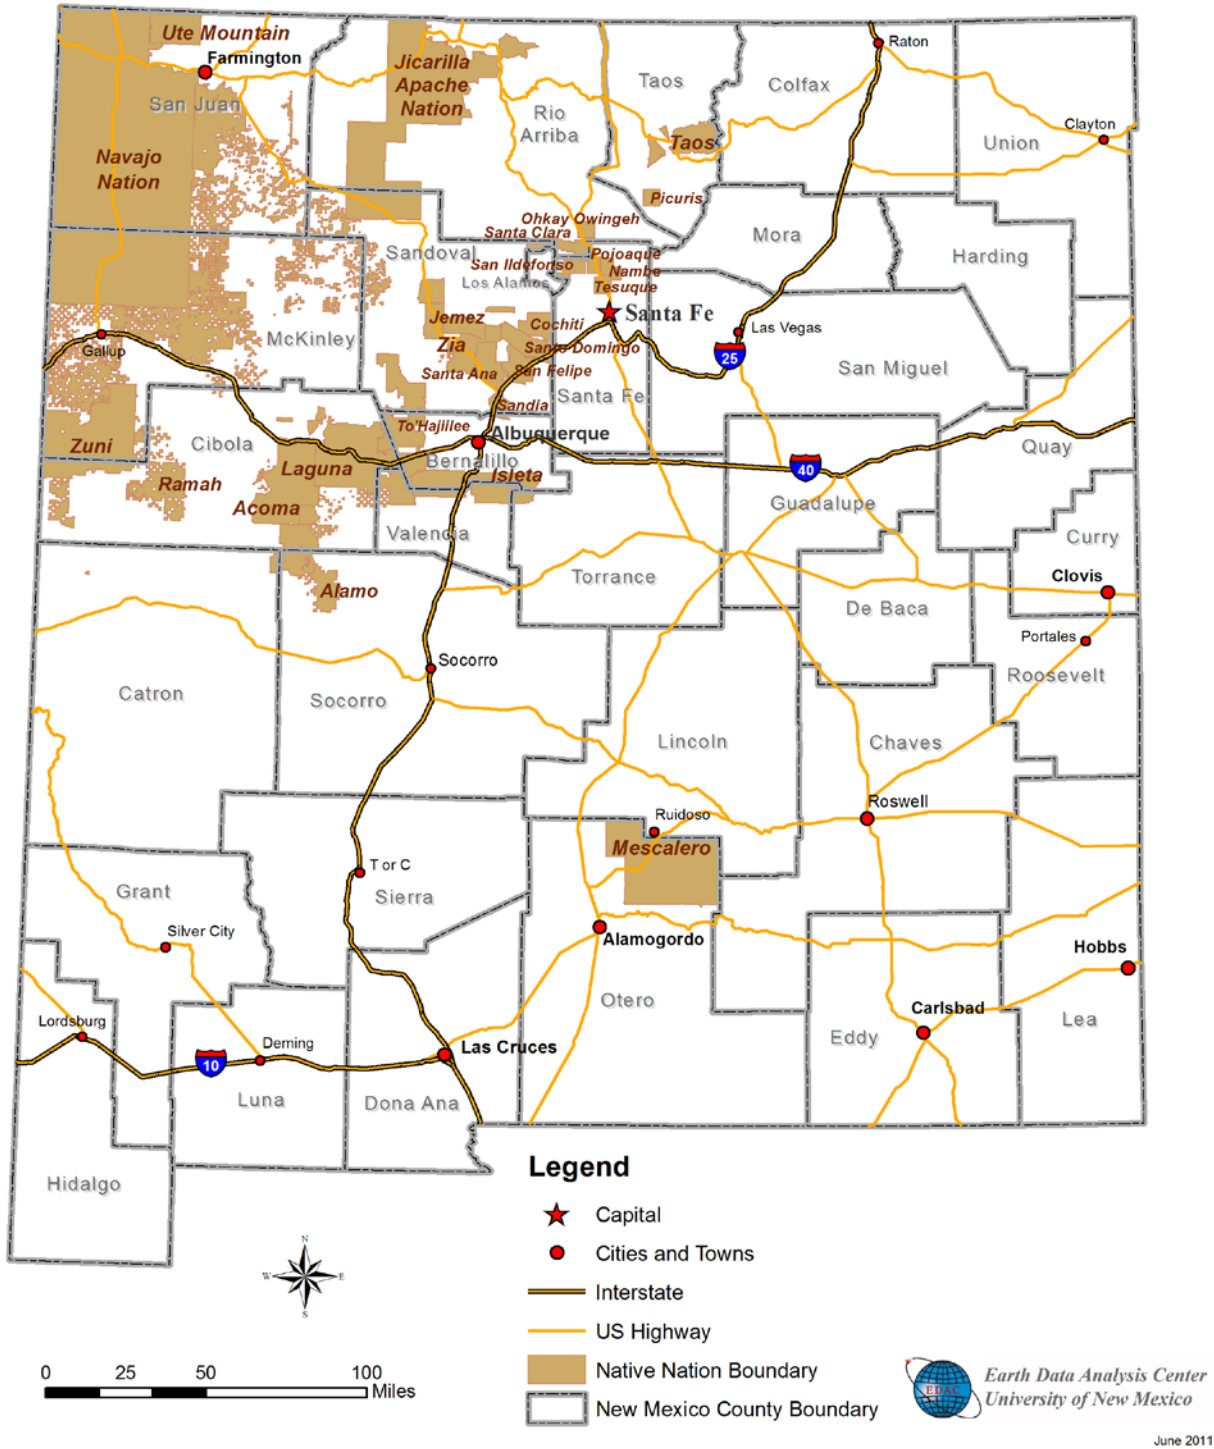 Ute Mountain
Farmington
San Juan
Jicarilla
Apache
Nation
Rio
Arriba
Taos
Colfax
Raton
Union
Clayton
Navajo
Nation
Taos
Picuris
Ohkay Owingeh
Santa Clara
Mora
Harding
Sandoval
San Ildefonso
Pojoaque
Nambe
Tesuque
Los Alamos
Santa Fe
Las Vegas
25
McKinley
Gallup
Jemez
Zia
Cochiti
Santo Domingo
Santa Ana
San Felipe
Santa Fe
San Miguel
Sandia
To'Hajiilee
Albuquerque
Bernalillo
Isleta
Zuni
Cibola
Laguna
Ramah
Acoma
Valencia
40
Guadalupe
Quay
Curry
Clovis
Torrance
De Baca
Alamo
Portales
Roosevelt
Socorro
Catron
Socorro
Lincoln
Chaves
Roswell
Ruidoso
Mescalero
T or C
Sierra
Grant
Silver City
Alamogordo
Hobbs
Otero
Carlsbad
Eddy
Lea
Lordsburg
10
Deming
Las Cruces
Luna
Dona Ana
Hidalgo
Legend
Capital
Cities and Towns
Interstate
US Highway
Native Nation Boundary
New Mexico County Boundary
N
W
E
S
0 25 50 100
Miles
EDAC
Earth Data Analysis Center
University of New Mexico
June 2011